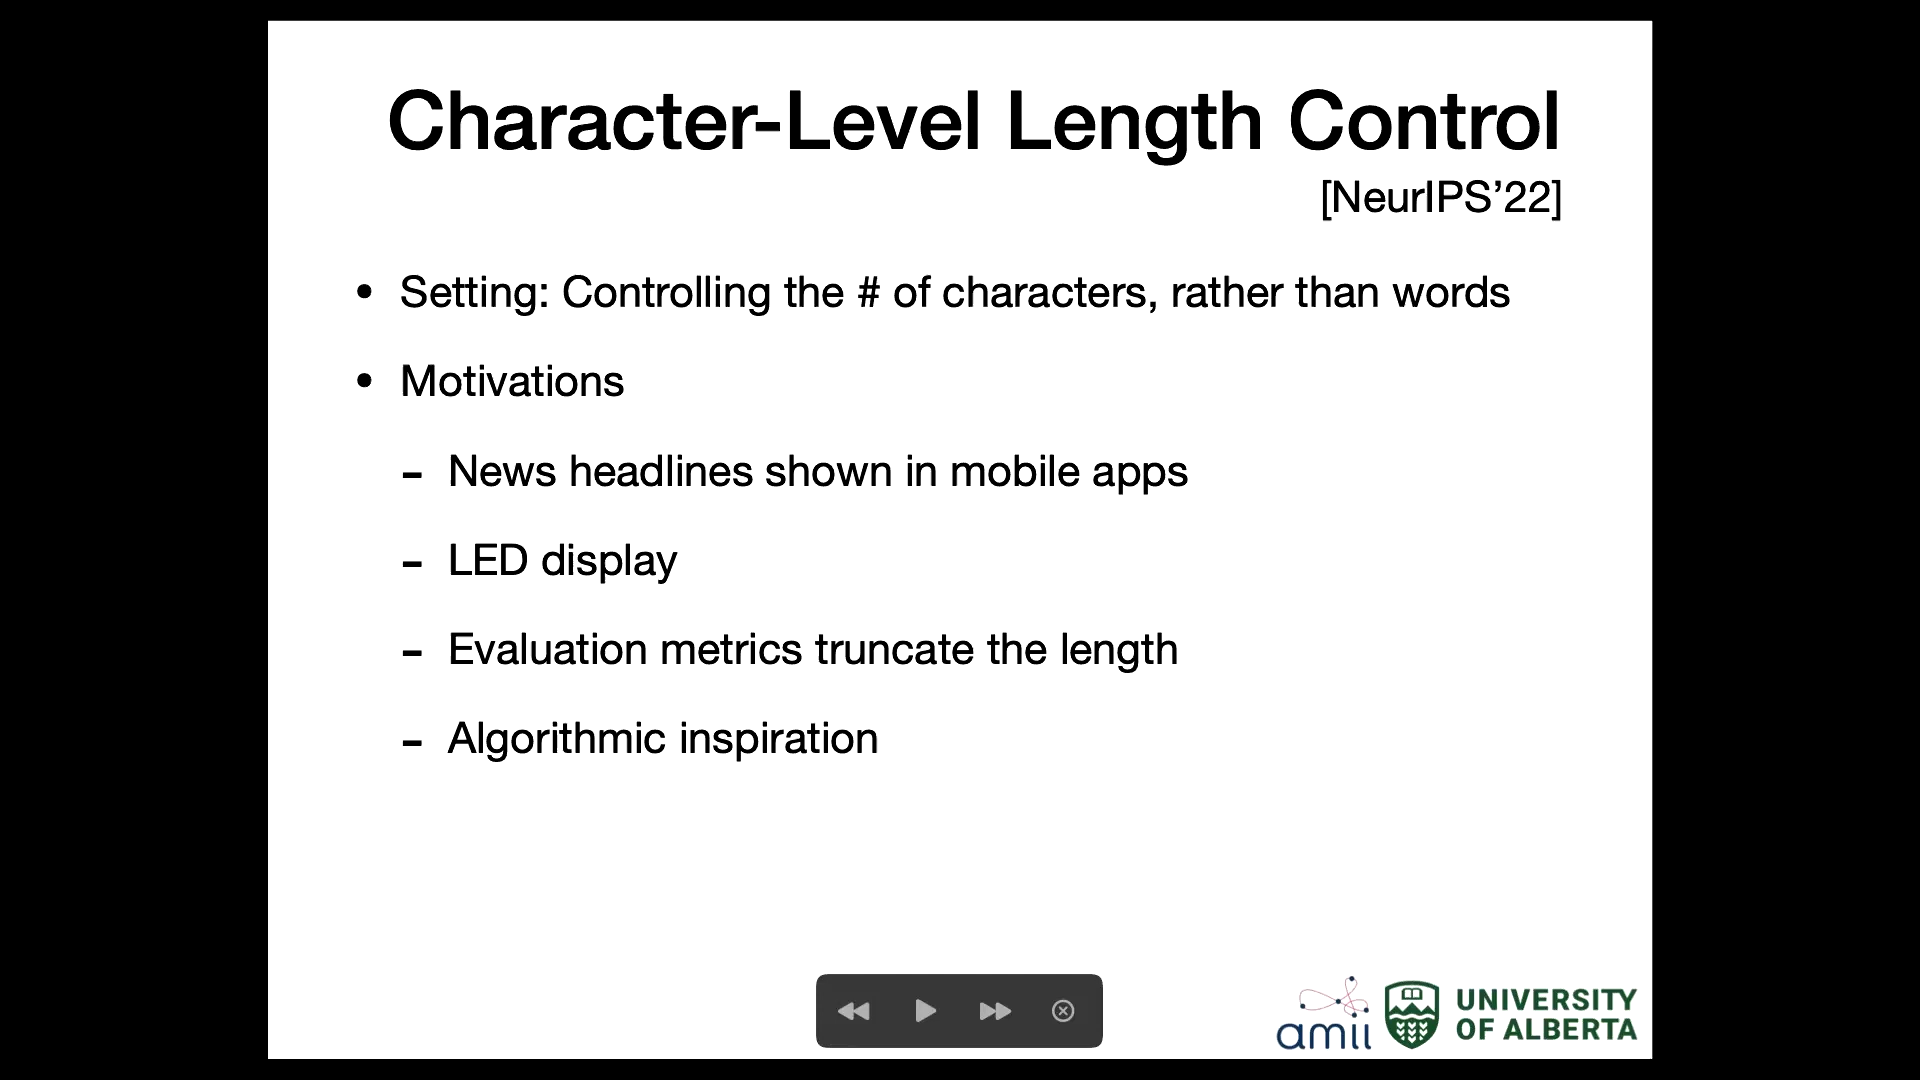 Character-Level Length Control
[NeurIPS’22]
• Setting: Controlling the # of characters, rather than words
• Motivations
- News headlines shown in mobile apps
- LED display
- Evaluation metrics truncate the length
- Algorithmic inspiration
amii
UNIVERSITY
OF ALBERTA